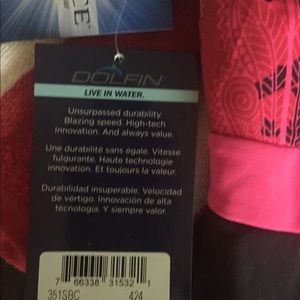 CE
DOLFIN
LIVE IN WATER.
Unsurpassed durability.
Blazing speed. High-tech
Innovation. And always value.
Une durabilité sans égale. Vitesse
fulgurante. Haute technologie
innovation. Et toujours la valeur.
Durabilidad insuperable. Velocidad
de vértigo. Innovación de alta
tecnología. Y siempre valor.
7 66338 31532 1
351SBC 424